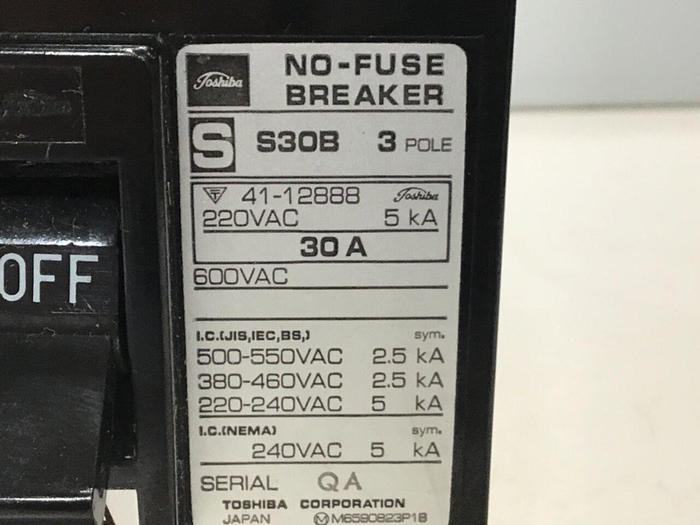 Toshiba
NO-FUSE
BREAKER
S S30B 3 POLE
41-12888 Toshiba
220VAC 5 kA
30 A
600VAC
I.C.(JIS,IEC,BS,) sym.
500-550VAC 2.5 kA
380-460VAC 2.5 kA
220-240VAC 5 kA
I.C.(NEMA) sym.
240VAC 5 kA
SERIAL QA
TOSHIBA CORPORATION
JAPAN M M6590823P1B
OFF